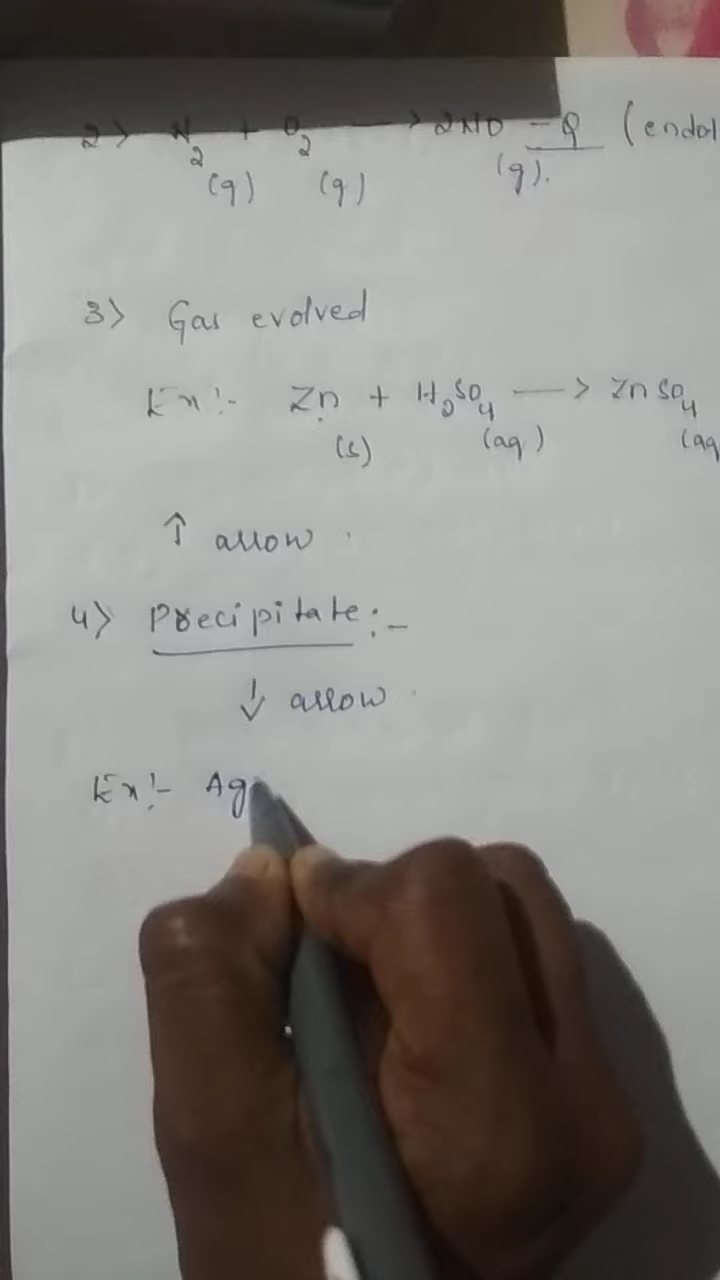 2> N2 + O2 → 2NO - Q (endot
(g) (g) (g).
3> Gas evolved
Ex:- Zn + H2SO4 → ZnSO4
(s) (aq) (aq
↑ arrow.
4> Precipitate:-
↓ arrow.
Ex:- Ag